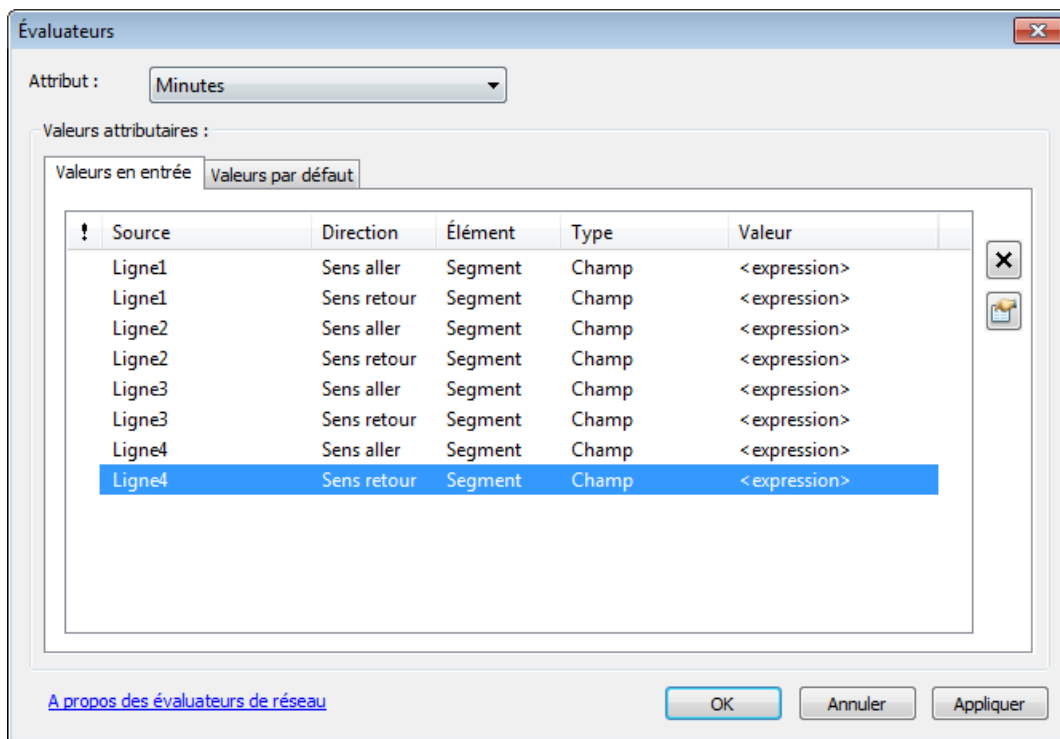 Évaluateurs
Attribut : Minutes
Valeurs attributaires :
Valeurs en entrée Valeurs par défaut
! Source Direction Élément Type Valeur
Ligne1 Sens aller Segment Champ <expression>
Ligne1 Sens retour Segment Champ <expression>
Ligne2 Sens aller Segment Champ <expression>
Ligne2 Sens retour Segment Champ <expression>
Ligne3 Sens aller Segment Champ <expression>
Ligne3 Sens retour Segment Champ <expression>
Ligne4 Sens aller Segment Champ <expression>
Ligne4 Sens retour Segment Champ <expression>
A propos des évaluateurs de réseau OK Annuler Appliquer